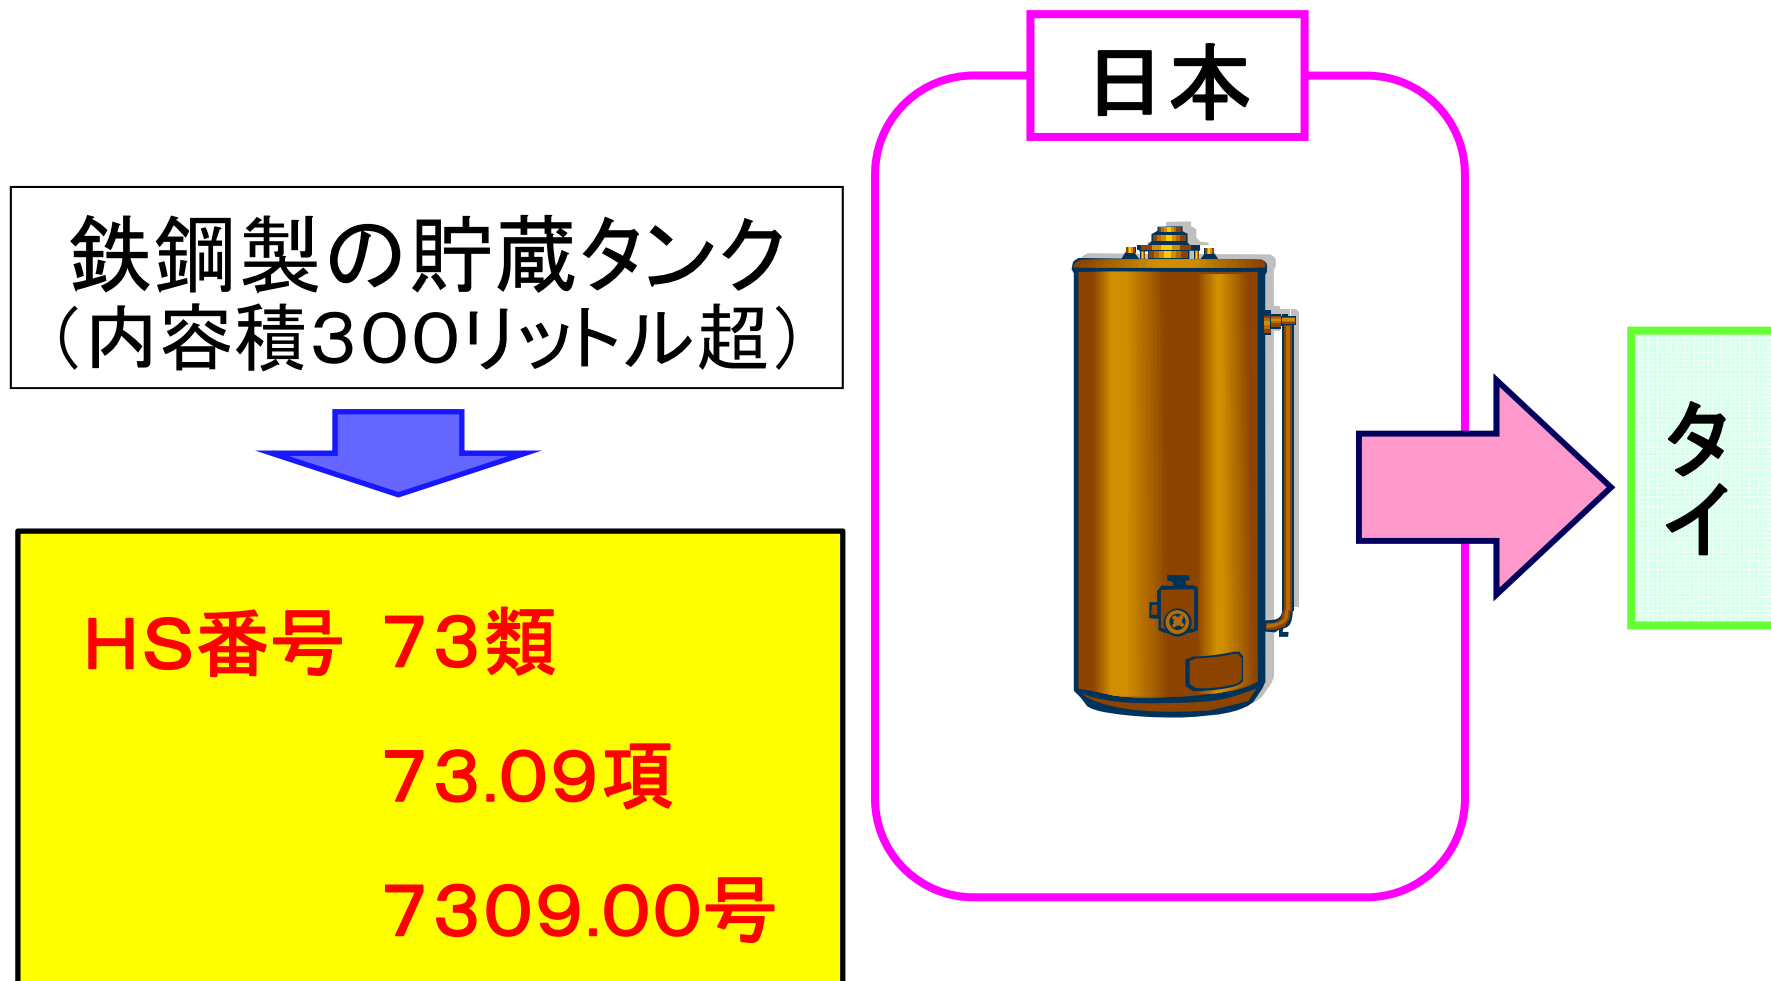 日本
鉄鋼製の貯蔵タンク
（内容積３００リットル超）
タイ
ＨＳ番号 ７３類
７３.０９項
７３０９.００号